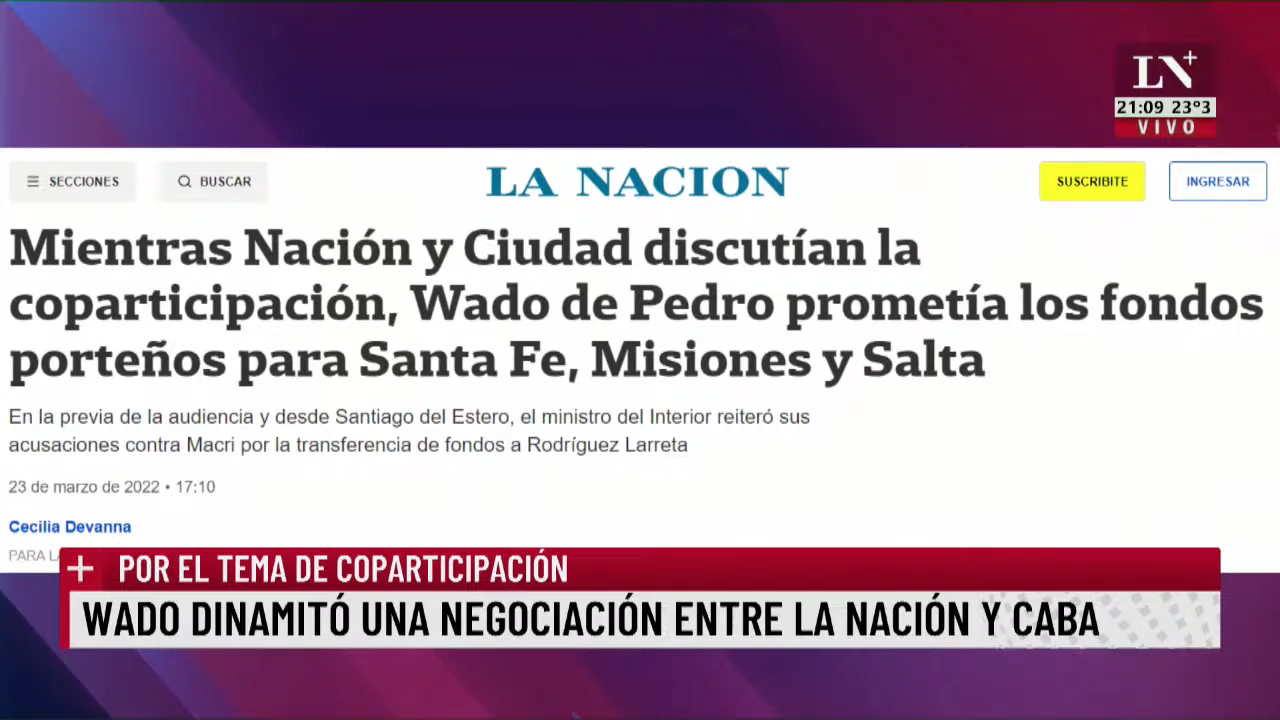 LN+
21:09 23º3
VIVO
SECCIONES
BUSCAR
LA NACION
SUSCRIBITE
INGRESAR
Mientras Nación y Ciudad discutían la
coparticipación, Wado de Pedro prometía los fondos
porteños para Santa Fe, Misiones y Salta
En la previa de la audiencia y desde Santiago del Estero, el ministro del Interior reiteró sus
acusaciones contra Macri por la transferencia de fondos a Rodríguez Larreta
23 de marzo de 2022 • 17:10
Cecilia Devanna
PARA
+ POR EL TEMA DE COPARTICIPACIÓN
WADO DINAMITÓ UNA NEGOCIACIÓN ENTRE LA NACIÓN Y CABA